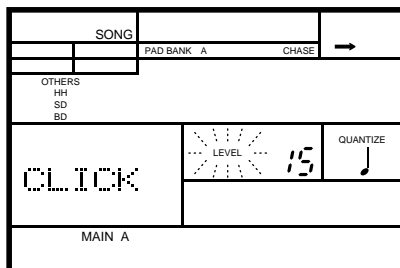 SONG
PAD BANK A CHASE
OTHERS
HH
SD
BD
LEVEL 15 QUANTIZE
CLICK
MAIN A